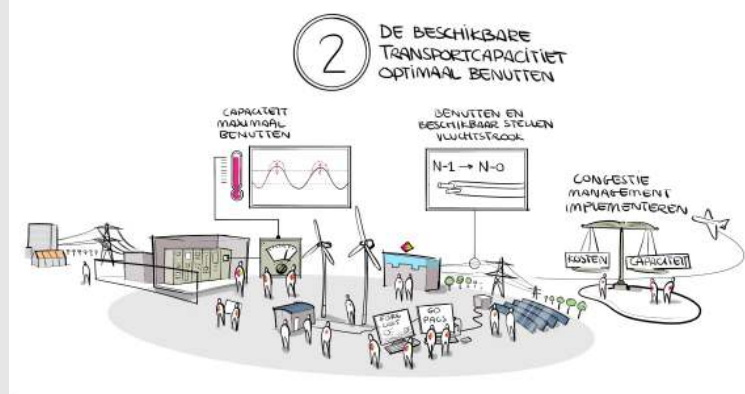 2
DE BESCHIKBARE
TRANSPORTCAPACITIET
OPTIMAAL BENUTTEN
CAPACITEIT
MAXIMAAL
BENUTTEN
BENUTTEN EN
BESCHIKBAAR STELLEN
VLUCHTSTROOK
N-1 → N-0
CONGESTIE
MANAGEMENT
IMPLEMENTEREN
KOSTEN
CAPACITEIT
GO
PACS